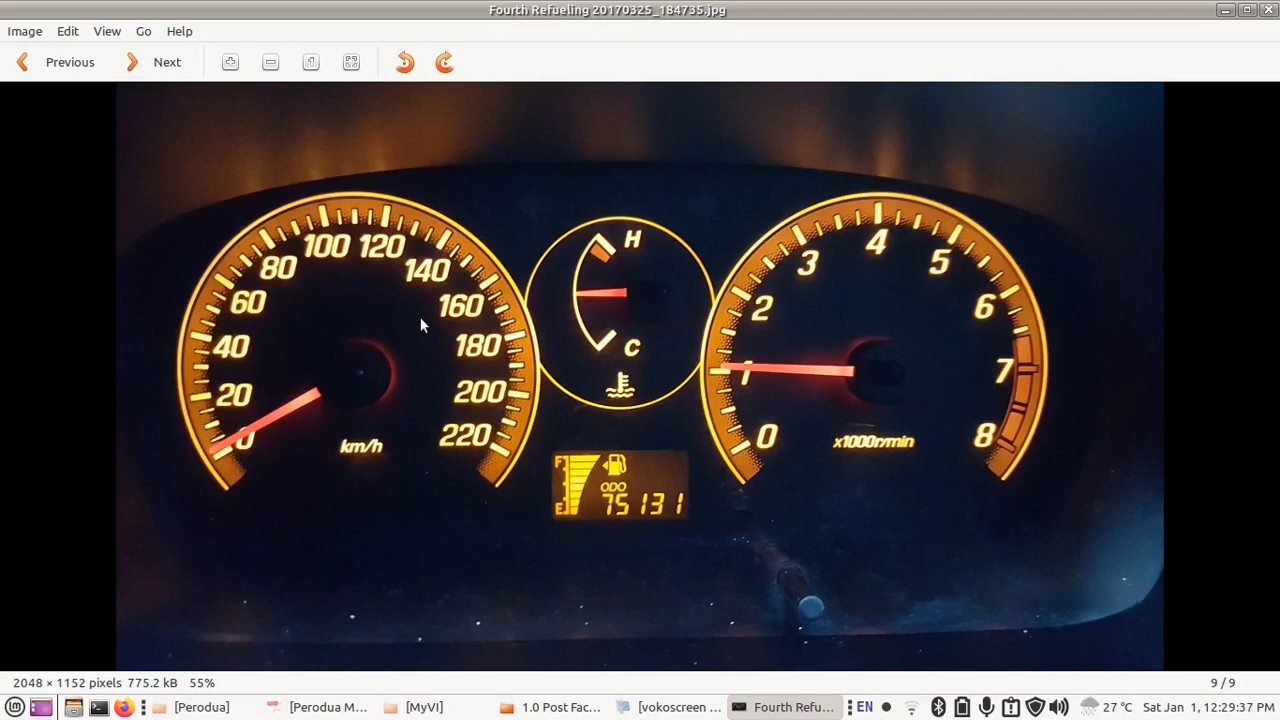 Fourth Refueling 20170325_184735.jpg
Image Edit View Go Help
Previous Next
0 20 40 60 80 100 120 140 160 180 200 220
km/h
H
C
F
E
ODO
75131
0 1 2 3 4 5 6 7 8
x1000r/min
2048 × 1152 pixels 775.2 kB 55% 9 / 9
[Perodua] [Perodua M... [MyVI] 1.0 Post Fac... [vokoscreen ... Fourth Refu... EN 27 °C Sat Jan 1, 12:29:37 PM